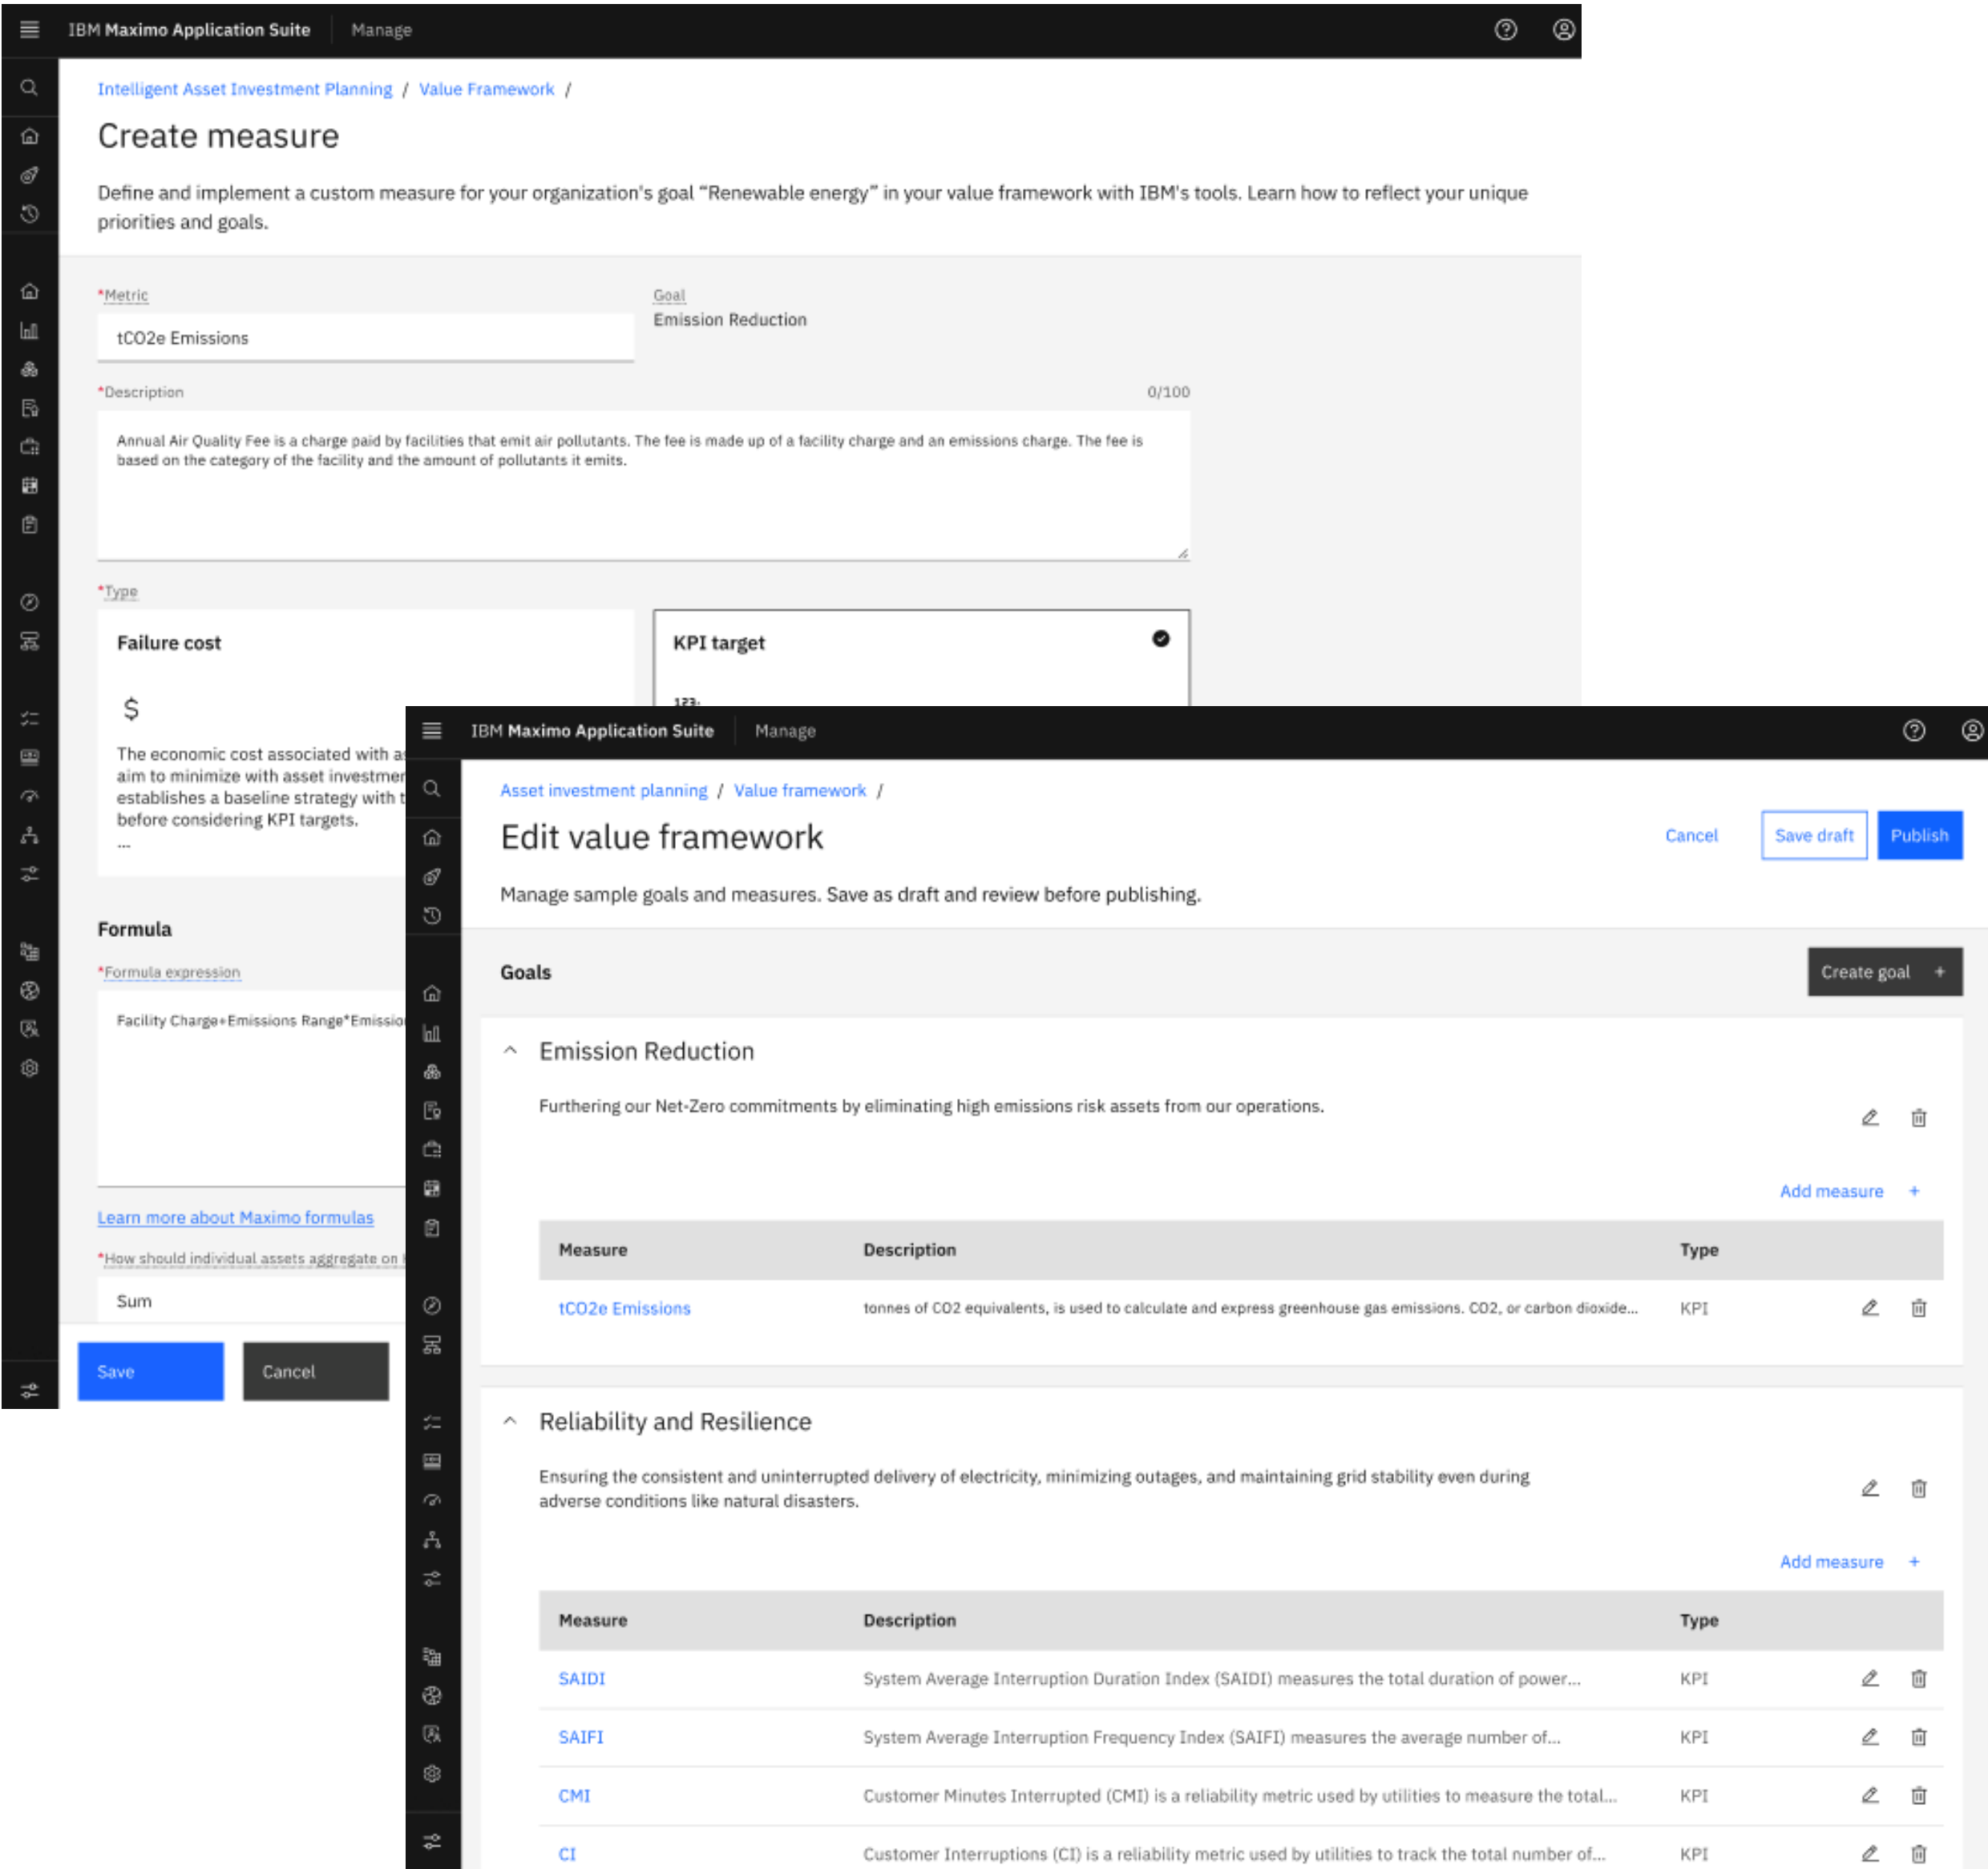 IBM Maximo Application Suite Manage
Intelligent Asset Investment Planning / Value Framework /
Create measure
Define and implement a custom measure for your organization's goal “Renewable energy” in your value framework with IBM's tools. Learn how to reflect your unique
priorities and goals.
*Metric
tCO2e Emissions
Goal
Emission Reduction
*Description 0/100
Annual Air Quality Fee is a charge paid by facilities that emit air pollutants. The fee is made up of a facility charge and an emissions charge. The fee is
based on the category of the facility and the amount of pollutants it emits.
*Type
Failure cost
$
The economic cost associated with
aim to minimize with asset
establishes a baseline strategy with
before considering KPI targets.
...
KPI target
Formula
*Formula expression
Facility Charge+Emissions Range*
Learn more about Maximo formulas
*How should individual assets aggregate on
Sum
Save Cancel
IBM Maximo Application Suite Manage
Asset investment planning / Value framework /
Edit value framework
Cancel Save draft Publish
Manage sample goals and measures. Save as draft and review before publishing.
Goals
Create goal +
Emission Reduction
Furthering our Net-Zero commitments by eliminating high emissions risk assets from our operations.
Add measure +
Measure Description Type
tCO2e Emissions tonnes of CO2 equivalents, is used to calculate and express greenhouse gas emissions. CO2, or carbon dioxide... KPI
Reliability and Resilience
Ensuring the consistent and uninterrupted delivery of electricity, minimizing outages, and maintaining grid stability even during
adverse conditions like natural disasters.
Add measure +
Measure Description Type
SAIDI System Average Interruption Duration Index (SAIDI) measures the total duration of power... KPI
SAIFI System Average Interruption Frequency Index (SAIFI) measures the average number of... KPI
CMI Customer Minutes Interrupted (CMI) is a reliability metric used by utilities to measure the total... KPI
CI Customer Interruptions (CI) is a reliability metric used by utilities to track the total number of... KPI